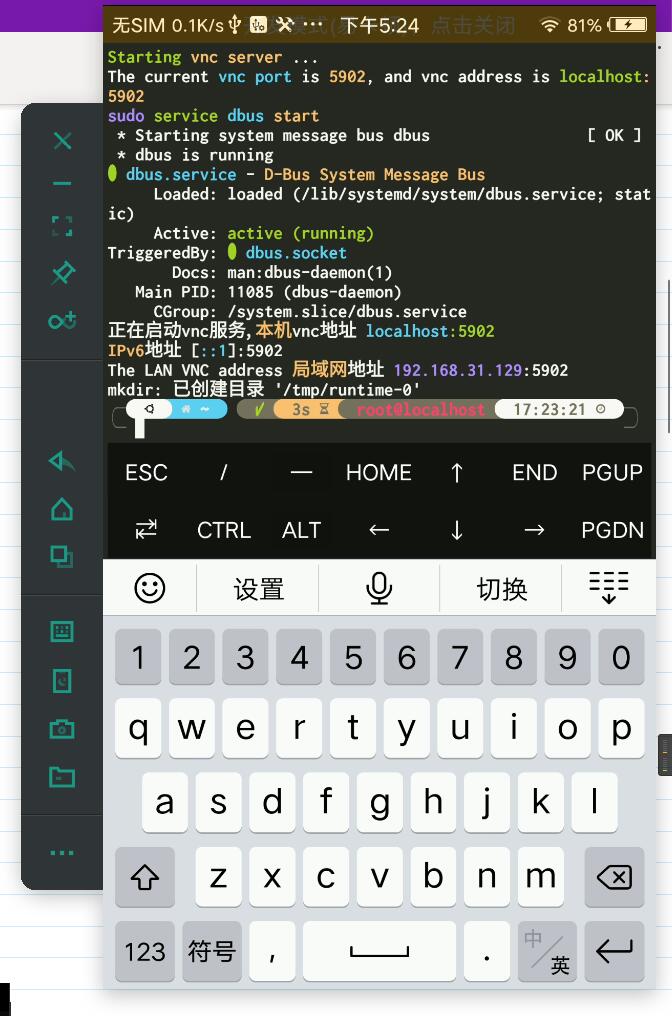 无SIM 0.1K/s ··· 下午5:24 点击关闭 81%
Starting vnc server ...
The current vnc port is 5902, and vnc address is localhost:
5902
sudo service dbus start
* Starting system message bus dbus [ OK ]
* dbus is running
dbus.service - D-Bus System Message Bus
Loaded: loaded (/lib/systemd/system/dbus.service; stat
ic)
Active: active (running)
TriggeredBy: dbus.socket
Docs: man:dbus-daemon(1)
Main PID: 11085 (dbus-daemon)
CGroup: /system.slice/dbus.service
正在启动vnc服务,本机vnc地址 localhost:5902
IPv6地址 [::1]:5902
The LAN VNC address 局域网地址 192.168.31.129:5902
mkdir: 已创建目录 '/tmp/runtime-0'
~ √ 3s root@localhost 17:23:21
ESC / — HOME ↑ END PGUP
⇄ CTRL ALT ← ↓ → PGDN
设置 切换
1 2 3 4 5 6 7 8 9 0
q w e r t y u i o p
a s d f g h j k l
z x c v b n m
123 符号 , . 中/英